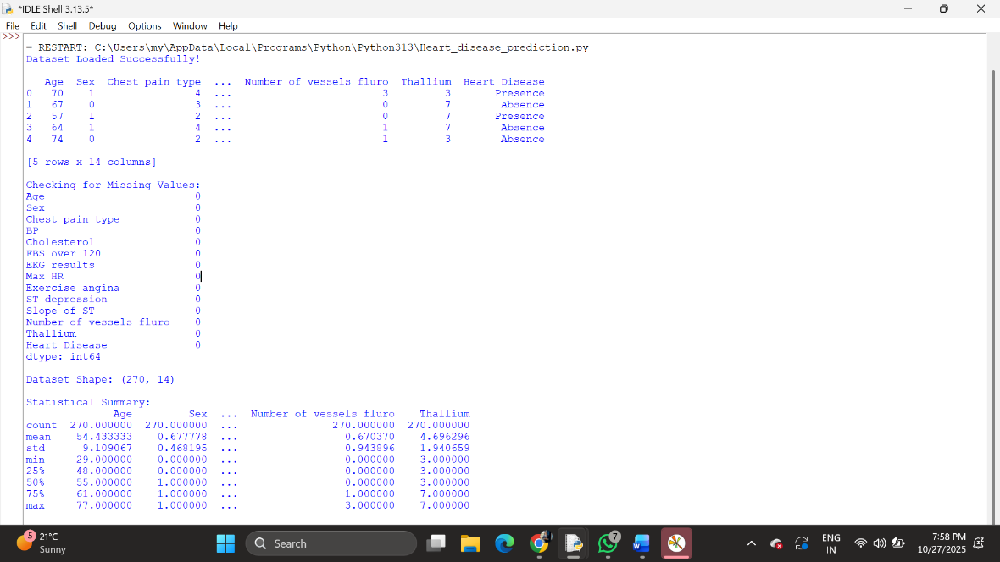 *IDLE Shell 3.13.5*
File Edit Shell Debug Options Window Help
>>>
= RESTART: C:\Users\my\AppData\Local\Programs\Python\Python313\Heart_disease_prediction.py
Dataset Loaded Successfully!
Age Sex Chest pain type ... Number of vessels fluro Thallium Heart Disease
0 70 1 4 ... 3 3 Presence
1 67 0 3 ... 0 7 Absence
2 57 1 2 ... 0 7 Presence
3 64 1 4 ... 1 7 Absence
4 74 0 2 ... 1 3 Absence
[5 rows x 14 columns]
Checking for Missing Values:
Age 0
Sex 0
Chest pain type 0
BP 0
Cholesterol 0
FBS over 120 0
EKG results 0
Max HR 0
Exercise angina 0
ST depression 0
Slope of ST 0
Number of vessels fluro 0
Thallium 0
Heart Disease 0
dtype: int64
Dataset Shape: (270, 14)
Statistical Summary:
Age Sex ... Number of vessels fluro Thallium
count 270.000000 270.000000 ... 270.000000 270.000000
mean 54.433333 0.677778 ... 0.670370 4.696296
std 9.109067 0.468195 ... 0.943896 1.940659
min 29.000000 0.000000 ... 0.000000 3.000000
25% 48.000000 0.000000 ... 0.000000 3.000000
50% 55.000000 1.000000 ... 0.000000 3.000000
75% 61.000000 1.000000 ... 1.000000 7.000000
max 77.000000 1.000000 ... 3.000000 7.000000
5
21°C
Sunny
Search
7
W
ENG
IN
7:58 PM
10/27/2025